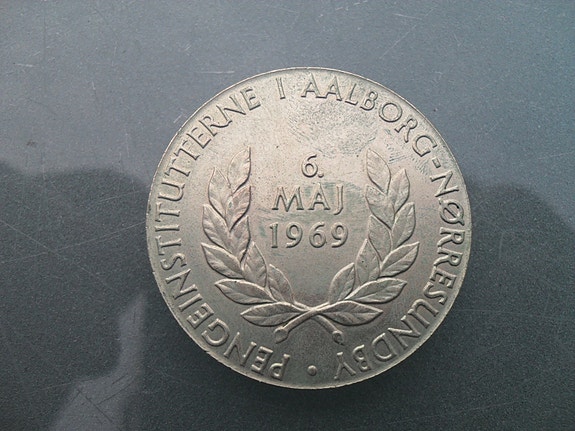 PENGEINSTITUTTERNE I AALBORG-NØRRESUNDBY •
6.
MAJ
1969